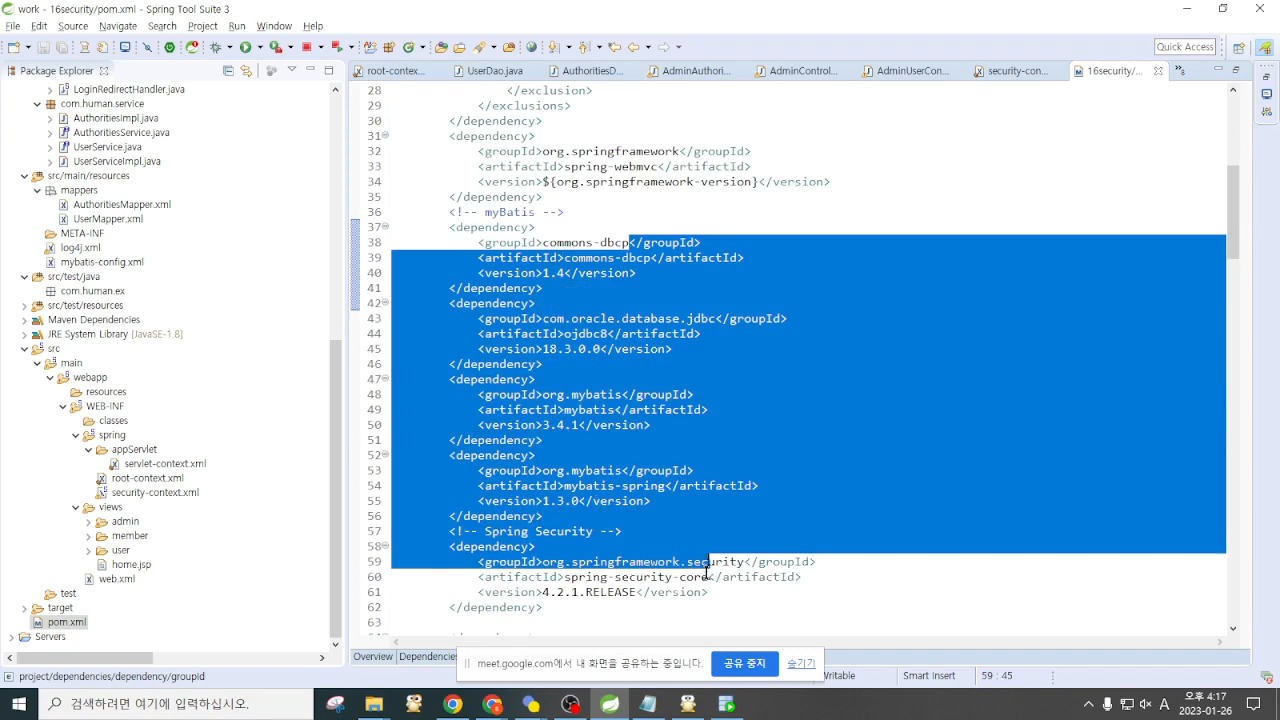 work - 16security/pom.xml - Spring Tool Suite 3
File Edit Source Navigate Search Project Run Window Help
Quick Access
Package Explorer
root-contex...
UserDao.java
authoritiesD...
AdminAuthori...
AdminControl...
AdminUserCon...
security-con...
16security/...
LoginRedirectHandler.java
com.human.service
AuthoritiesImpl.java
AuthoritiesService.java
UserService.java
UserServiceImpl.java
src/main/resources
mappers
AuthoritiesMapper.xml
UserMapper.xml
META-INF
log4j.xml
mybatis-config.xml
src/test/java
com.human.ex
src/test/resources
Maven Dependencies
JRE System Library [JavaSE-1.8]
src
main
webapp
resources
WEB-INF
classes
spring
appServlet
servlet-context.xml
root-context.xml
security-context.xml
views
admin
member
user
home.jsp
web.xml
test
target
pom.xml
Servers
28 </exclusion>
29 </exclusions>
30 </dependency>
31 <dependency>
32 <groupId>org.springframework</groupId>
33 <artifactId>spring-webmvc</artifactId>
34 <version>${org.springframework-version}</version>
35 </dependency>
36 <!-- myBatis -->
37 <dependency>
38 <groupId>commons-dbcp</groupId>
39 <artifactId>commons-dbcp</artifactId>
40 <version>1.4</version>
41 </dependency>
42 <dependency>
43 <groupId>com.oracle.database.jdbc</groupId>
44 <artifactId>ojdbc8</artifactId>
45 <version>18.3.0.0</version>
46 </dependency>
47 <dependency>
48 <groupId>org.mybatis</groupId>
49 <artifactId>mybatis</artifactId>
50 <version>3.4.1</version>
51 </dependency>
52 <dependency>
53 <groupId>org.mybatis</groupId>
54 <artifactId>mybatis-spring</artifactId>
55 <version>1.3.0</version>
56 </dependency>
57 <!-- Spring Security -->
58 <dependency>
59 <groupId>org.springframework.security</groupId>
60 <artifactId>spring-security-core</artifactId>
61 <version>4.2.1.RELEASE</version>
62 </dependency>
63
Overview Dependencies
meet.google.com에서 내 화면을 공유하는 중입니다. 공유 중지 숨기기
project/dependencies/dependency/groupId
Writable Smart Insert 59 : 45
검색하려면 여기에 입력하십시오.
A
오후 4:17
2023-01-26